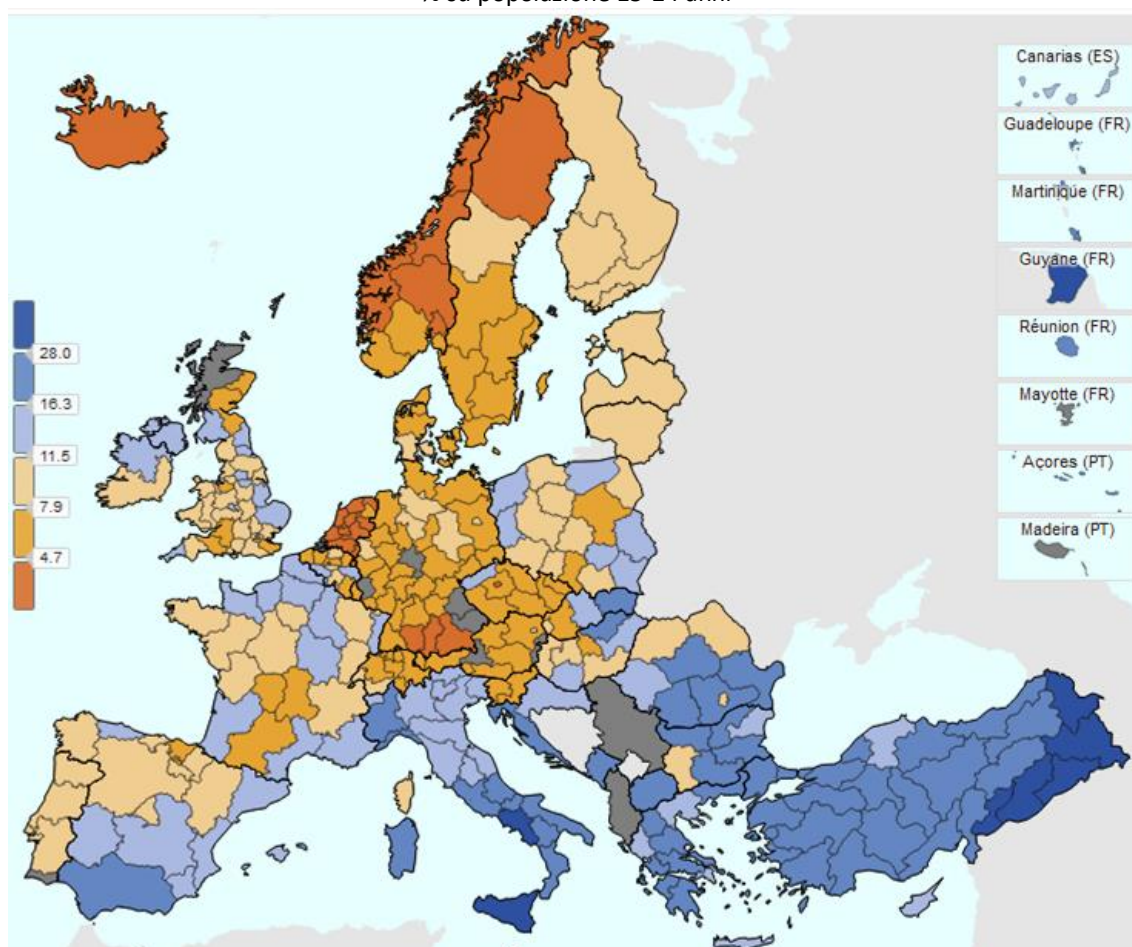 % su popolazione 15-24 anni
28.0
16.3
11.5
7.9
4.7
Canarias (ES)
Guadeloupe (FR)
Martinique (FR)
Guyane (FR)
Réunion (FR)
Mayotte (FR)
Açores (PT)
Madeira (PT)